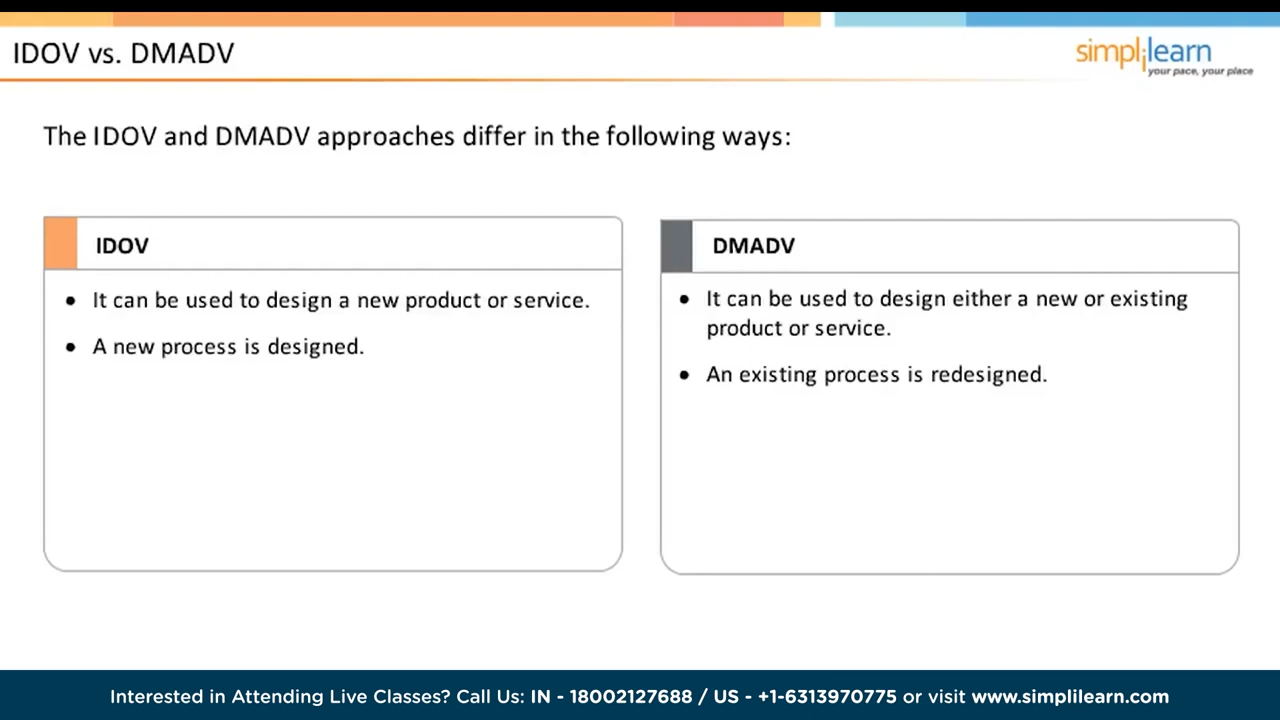 IDOV vs. DMADV
simplilearn
your pace, your place
The IDOV and DMADV approaches differ in the following ways:
IDOV
• It can be used to design a new product or service.
• A new process is designed.
DMADV
• It can be used to design either a new or existing
product or service.
• An existing process is redesigned.
Interested in Attending Live Classes? Call Us: IN - 18002127688 / US - +1-6313970775 or visit www.simplilearn.com